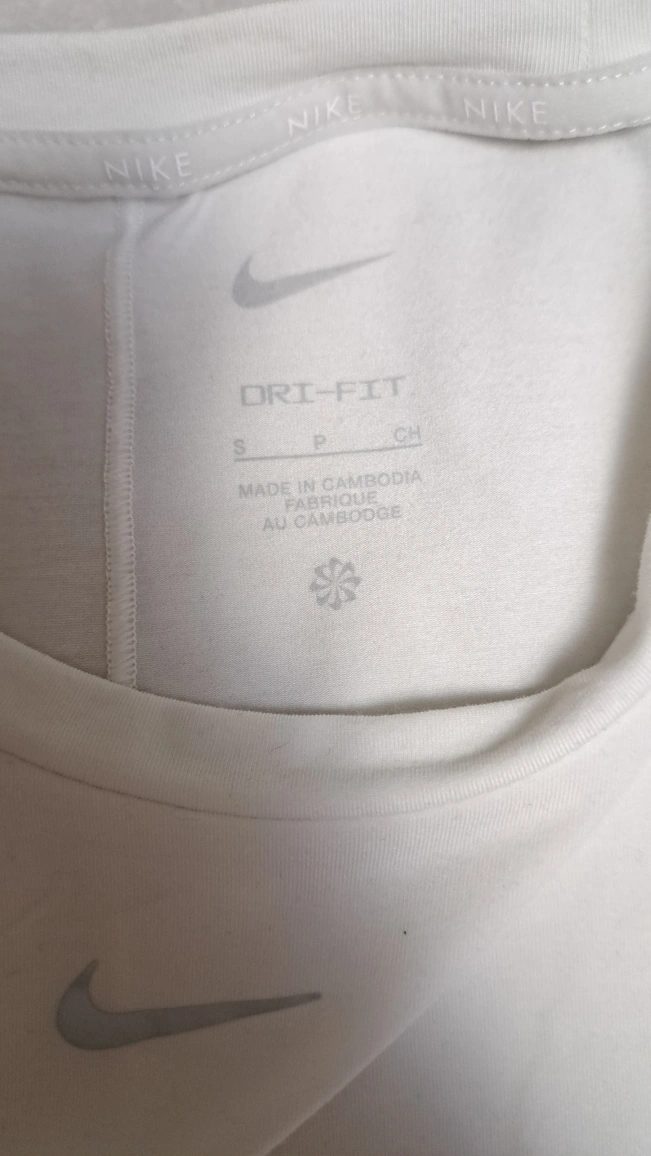 NIKE NIKE NIKE
DRI-FIT
S P CH
MADE IN CAMBODIA
FABRIQUE
AU CAMBODGE